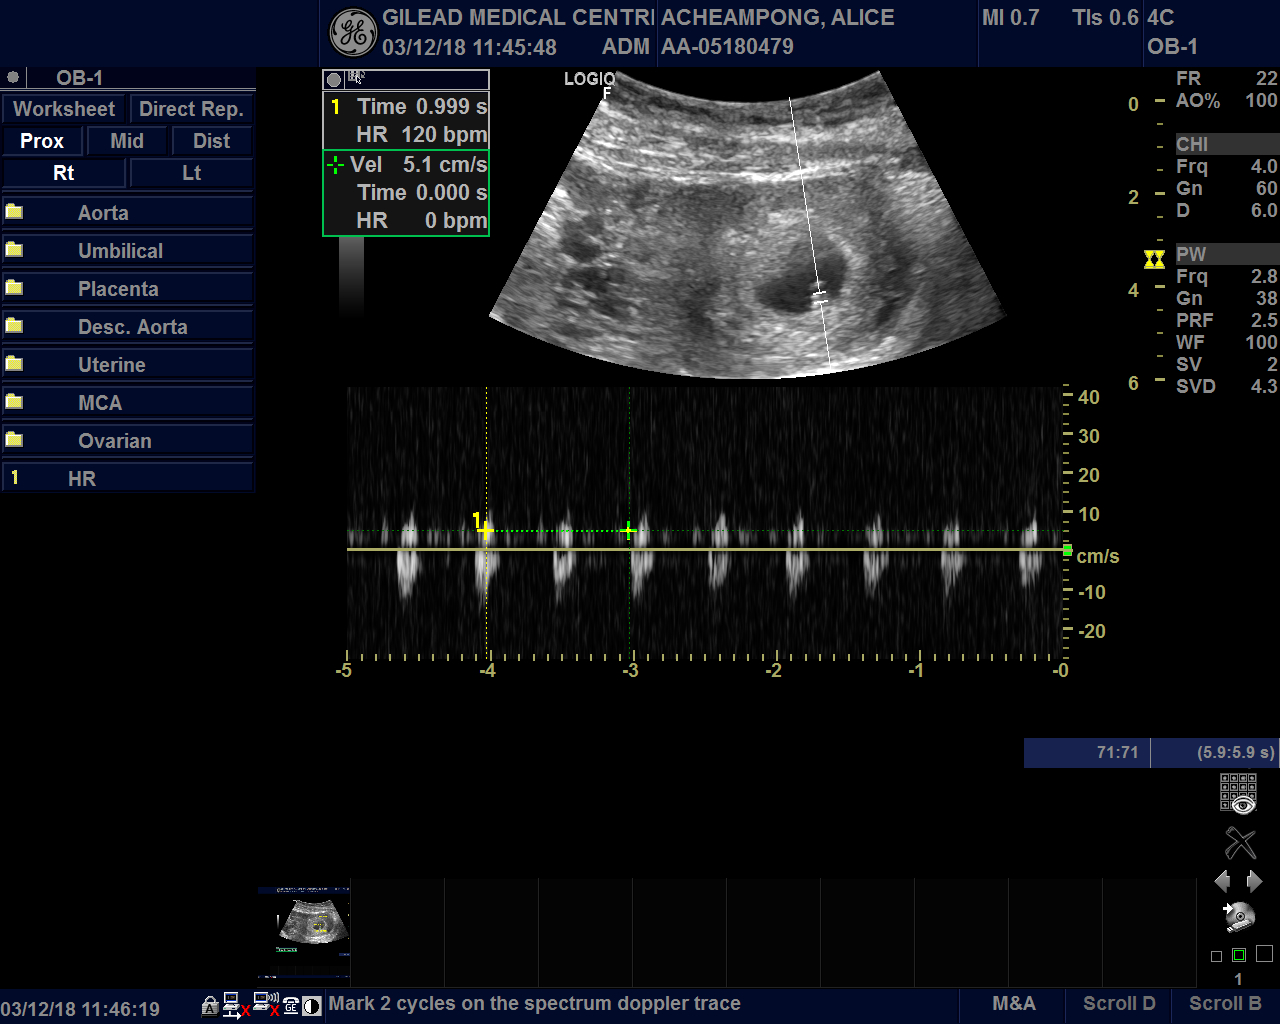 GILEAD MEDICAL CENTR
ACHEAMPONG, ALICE
MI 0.7
TIs 0.6
4C
03/12/18 11:45:48
ADM
AA-05180479
OB-1
OB-1
Worksheet
Direct Rep.
Prox
Mid
Dist
Rt
Lt
Aorta
Umbilical
Placenta
Desc. Aorta
Uterine
MCA
Ovarian
1 HR
1 Time 0.999 s
HR 120 bpm
Vel 5.1 cm/s
Time 0.000 s
HR 0 bpm
LOGIQ
F
0
2
4
6
FR 22
AO% 100
CHI
Frq 4.0
Gn 60
D 6.0
PW
Frq 2.8
Gn 38
PRF 2.5
WF 100
SV 2
SVD 4.3
40
30
20
10
cm/s
-10
-20
1
-5 -4 -3 -2 -1 -0
71:71
(5.9:5.9 s)
1
03/12/18 11:46:19
Mark 2 cycles on the spectrum doppler trace
M&A
Scroll D
Scroll B